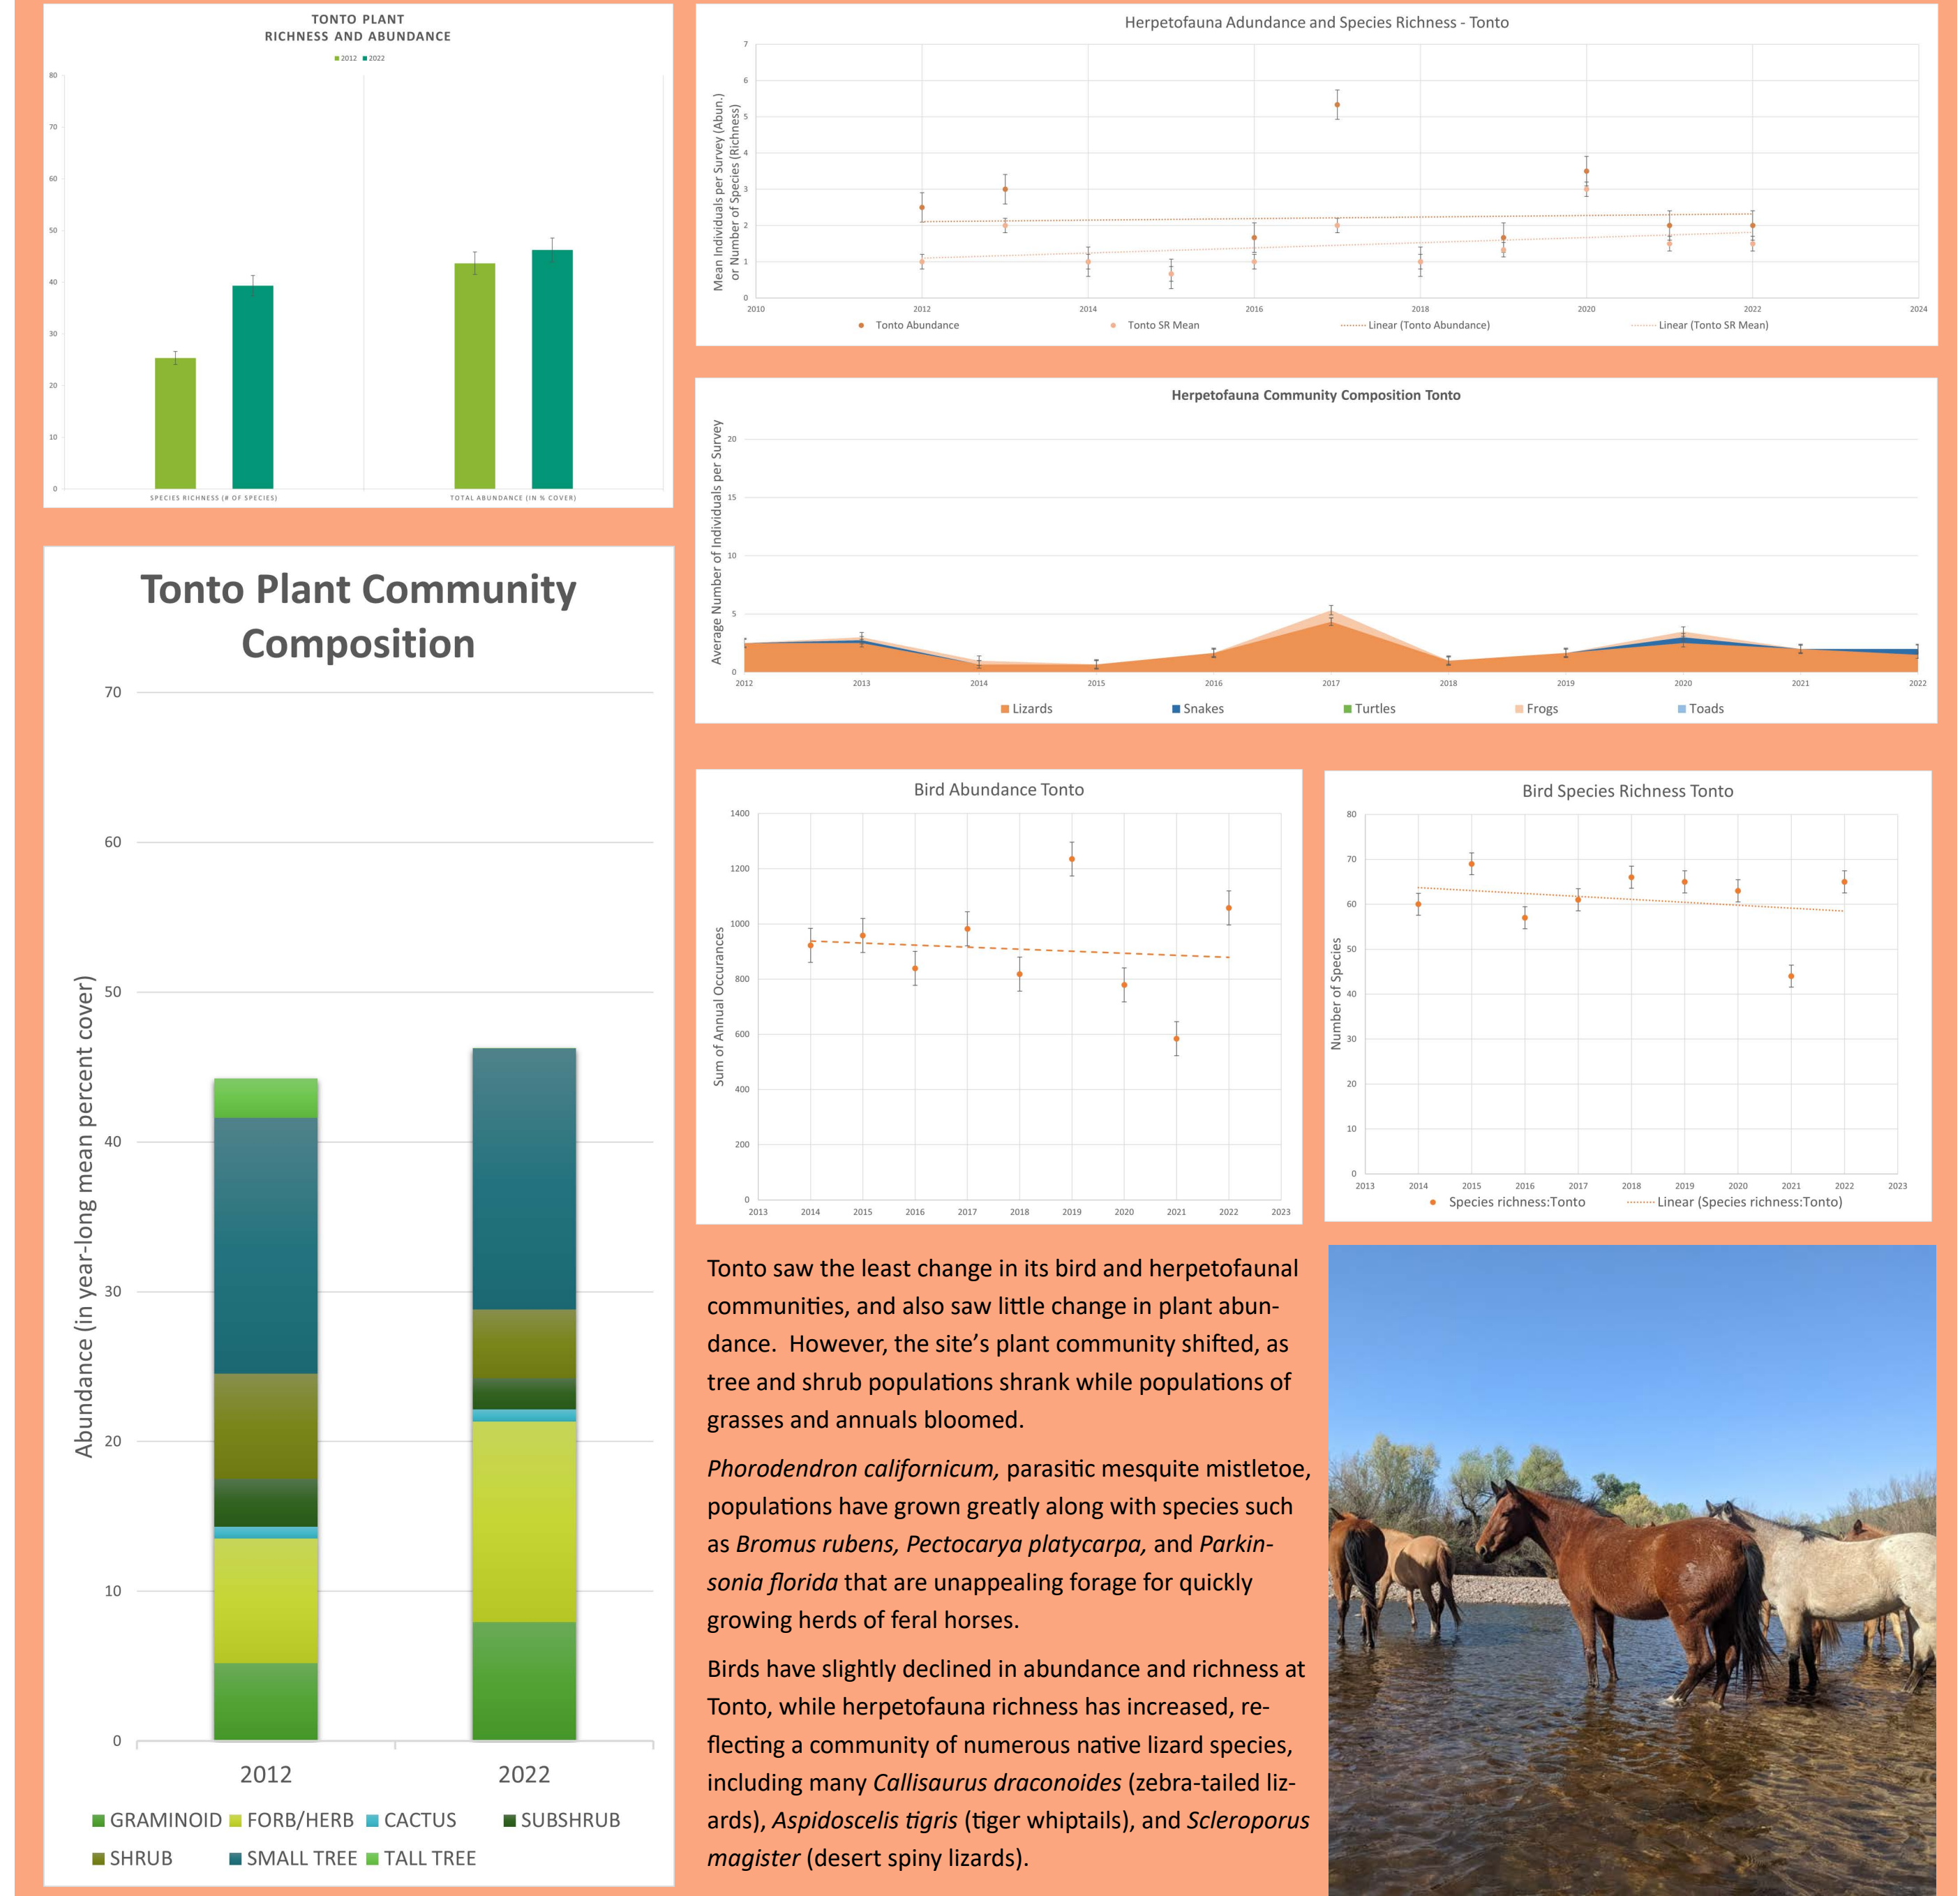 TONTO PLANT
RICHNESS AND ABUNDANCE
2012 2022
80
70
60
50
40
30
20
10
0
SPECIES RICHNESS (# OF SPECIES) TOTAL ABUNDANCE (IN % COVER)
Herpetofauna Adundance and Species Richness - Tonto
Mean Individuals per Survey (Abun.)
or Number of Species (Richness)
7
6
5
4
3
2
1
0
2010 2012 2014 2016 2018 2020 2022 2024
Tonto Abundance Tonto SR Mean Linear (Tonto Abundance) Linear (Tonto SR Mean)
Herpetofauna Community Composition Tonto
Average Number of Individuals per Survey
20
15
10
5
0
2012 2013 2014 2015 2016 2017 2018 2019 2020 2021 2022
Lizards Snakes Turtles Frogs Toads
Tonto Plant Community
Composition
Abundance (in year-long mean percent cover)
70
60
50
40
30
20
10
0
2012 2022
GRAMINOID FORB/HERB CACTUS SUBSHRUB
SHRUB SMALL TREE TALL TREE
Bird Abundance Tonto
Sum of Annual Occurances
1400
1200
1000
800
600
400
200
0
2013 2014 2015 2016 2017 2018 2019 2020 2021 2022 2023
Bird Species Richness Tonto
Number of Species
80
70
60
50
40
30
20
10
0
2013 2014 2015 2016 2017 2018 2019 2020 2021 2022 2023
Species richness:Tonto Linear (Species richness:Tonto)
Tonto saw the least change in its bird and herpetofaunal
communities, and also saw little change in plant abun-
dance. However, the site's plant community shifted, as
tree and shrub populations shrank while populations of
grasses and annuals bloomed.
Phorodendron californicum, parasitic mesquite mistletoe,
populations have grown greatly along with species such
as Bromus rubens, Pectocarya platycarpa, and Parkin-
sonia florida that are unappealing forage for quickly
growing herds of feral horses.
Birds have slightly declined in abundance and richness at
Tonto, while herpetofauna richness has increased, re-
flecting a community of numerous native lizard species,
including many Callisaurus draconoides (zebra-tailed liz-
ards), Aspidoscelis tigris (tiger whiptails), and Scleroporus
magister (desert spiny lizards).